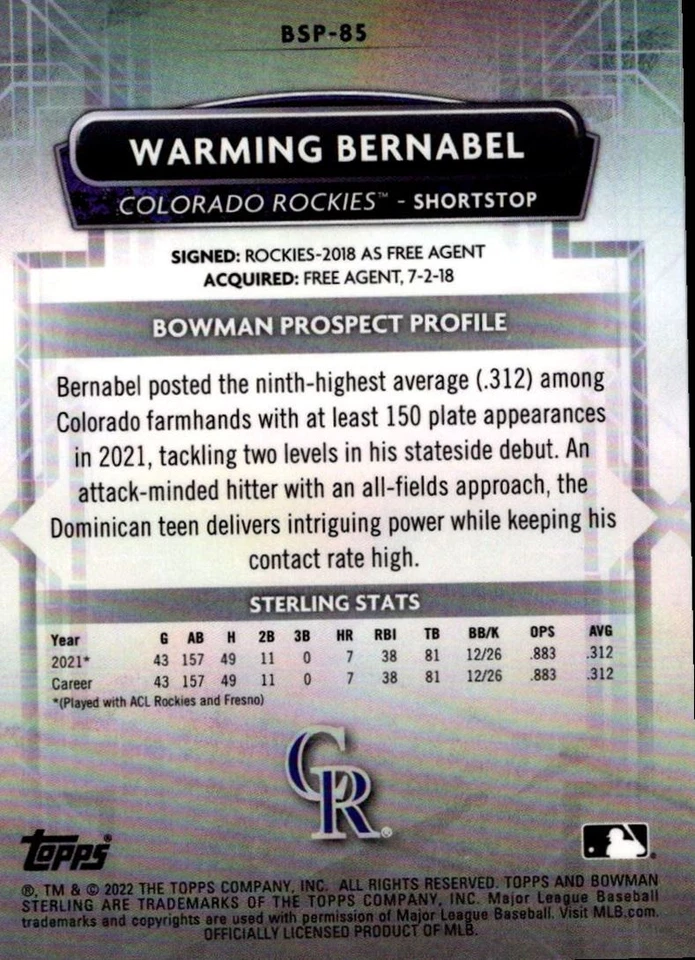 BSP-85
WARMING BERNABEL
COLORADO ROCKIES™ - SHORTSTOP
SIGNED: ROCKIES-2018 AS FREE AGENT
ACQUIRED: FREE AGENT, 7-2-18
BOWMAN PROSPECT PROFILE
Bernabel posted the ninth-highest average (.312) among
Colorado farmhands with at least 150 plate appearances
in 2021, tackling two levels in his stateside debut. An
attack-minded hitter with an all-fields approach, the
Dominican teen delivers intriguing power while keeping his
contact rate high.
STERLING STATS
Year G AB H 2B 3B HR RBI TB BB/K OPS AVG
2021* 43 157 49 11 0 7 38 81 12/26 .883 .312
Career 43 157 49 11 0 7 38 81 12/26 .883 .312
*(Played with ACL Rockies and Fresno)
CR®
Topps®
®, TM & © 2022 THE TOPPS COMPANY, INC. ALL RIGHTS RESERVED. TOPPS AND BOWMAN
STERLING ARE TRADEMARKS OF THE TOPPS COMPANY, INC. Major League Baseball
trademarks and copyrights are used with permission of Major League Baseball. Visit MLB.com.
OFFICIALLY LICENSED PRODUCT OF MLB.